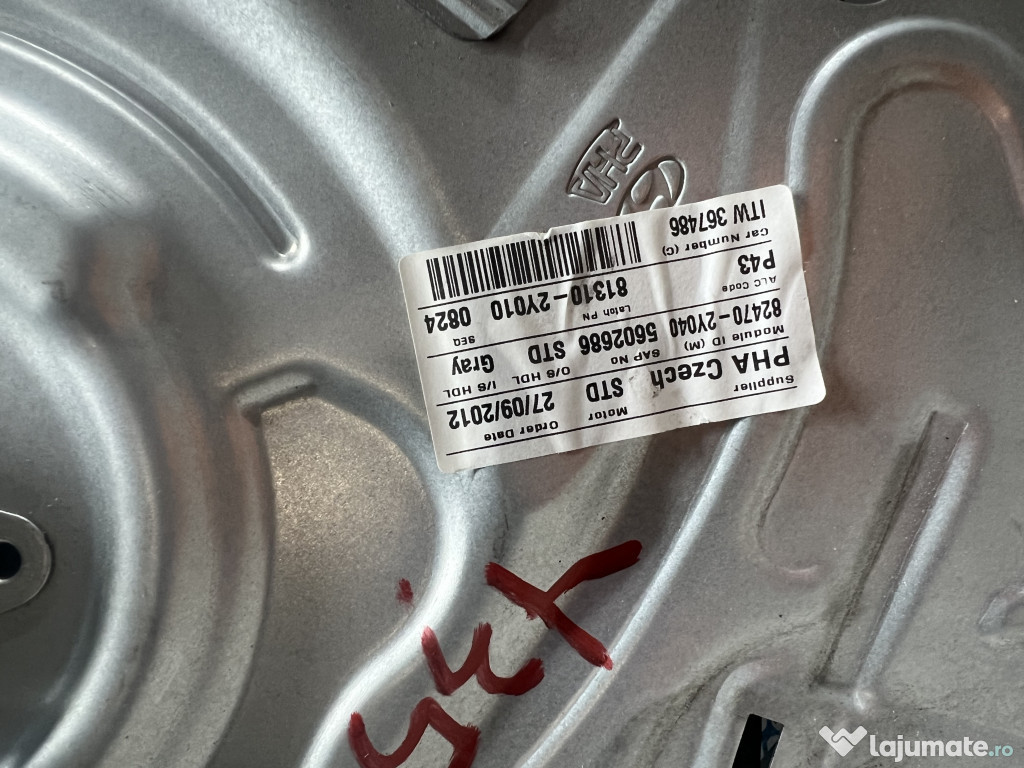 PHA
Supplier Motor Order Date
PHA Czech STD 27/09/2012
Module ID (M) SAP No O/S HDL I/S HDL
82470-2Y040 5602686 STD Gray
ALC Code Latch PN SEQ
P43 81310-2Y010 0824
Car Number (C)
ITW 367486
lajumate.ro